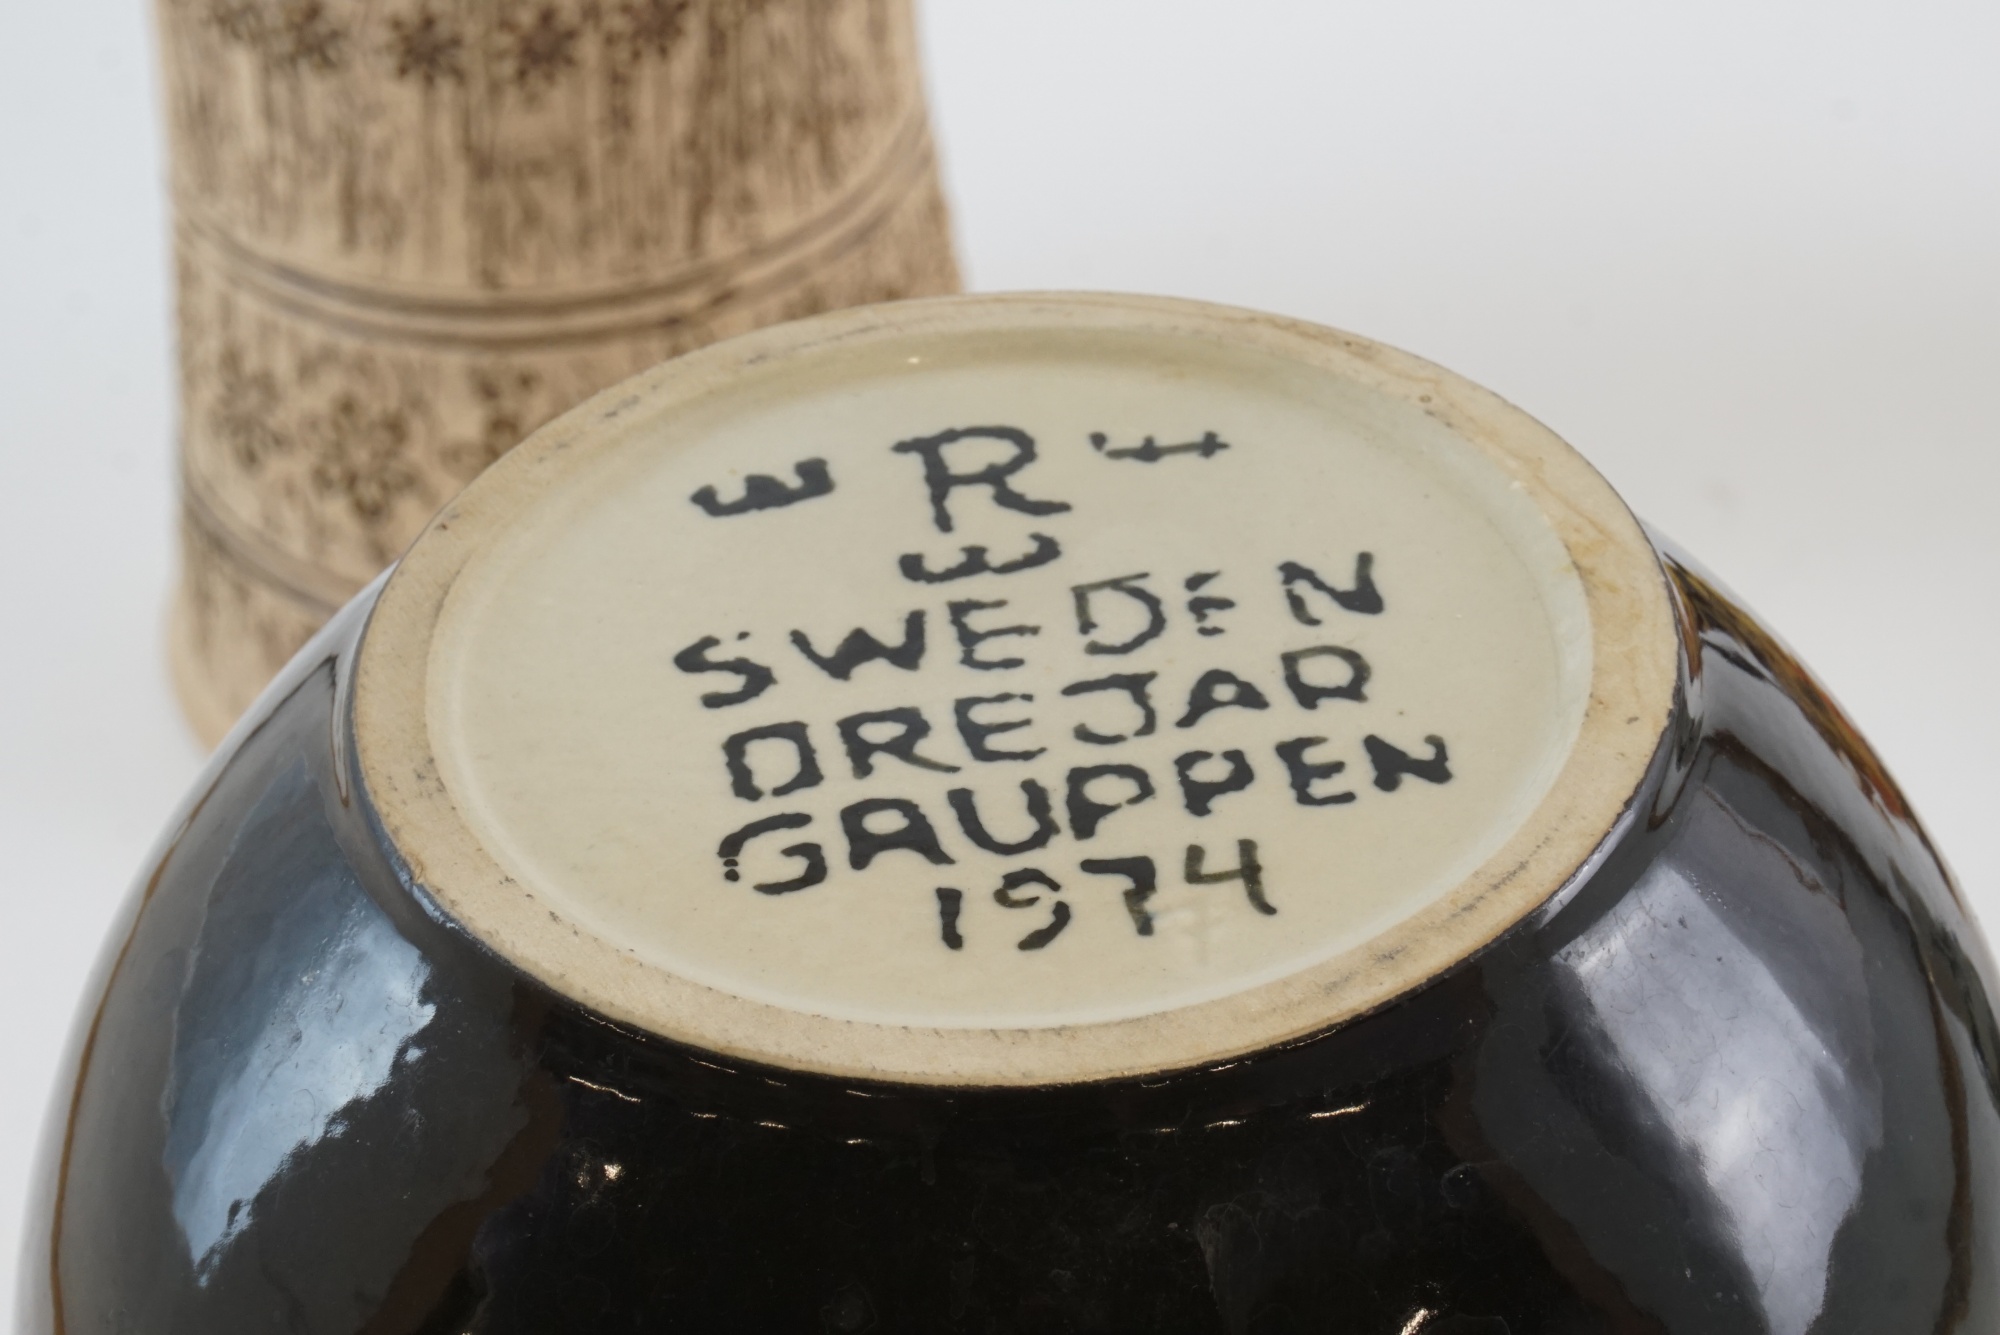 R
SWEDEN
DREJAR
GRUPPEN
1974